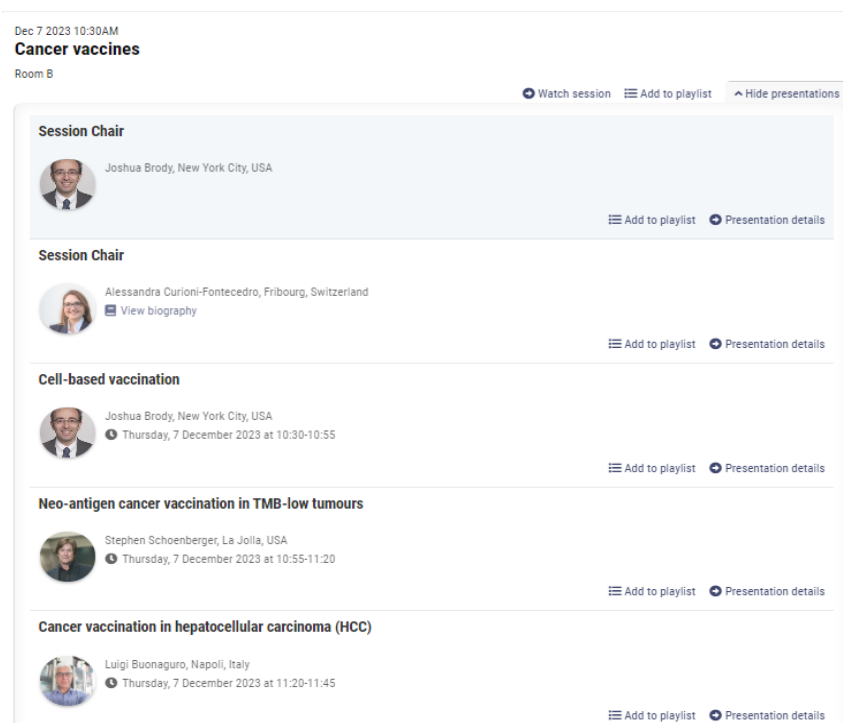 Dec 7 2023 10:30AM
Cancer vaccines
Room B
Watch session Add to playlist Hide presentations
Session Chair
Joshua Brody, New York City, USA
Add to playlist Presentation details
Session Chair
Alessandra Curioni-Fontecedro, Fribourg, Switzerland
View biography
Add to playlist Presentation details
Cell-based vaccination
Joshua Brody, New York City, USA
Thursday, 7 December 2023 at 10:30-10:55
Add to playlist Presentation details
Neo-antigen cancer vaccination in TMB-low tumours
Stephen Schoenberger, La Jolla, USA
Thursday, 7 December 2023 at 10:55-11:20
Add to playlist Presentation details
Cancer vaccination in hepatocellular carcinoma (HCC)
Luigi Buonaguro, Napoli, Italy
Thursday, 7 December 2023 at 11:20-11:45
Add to playlist Presentation details